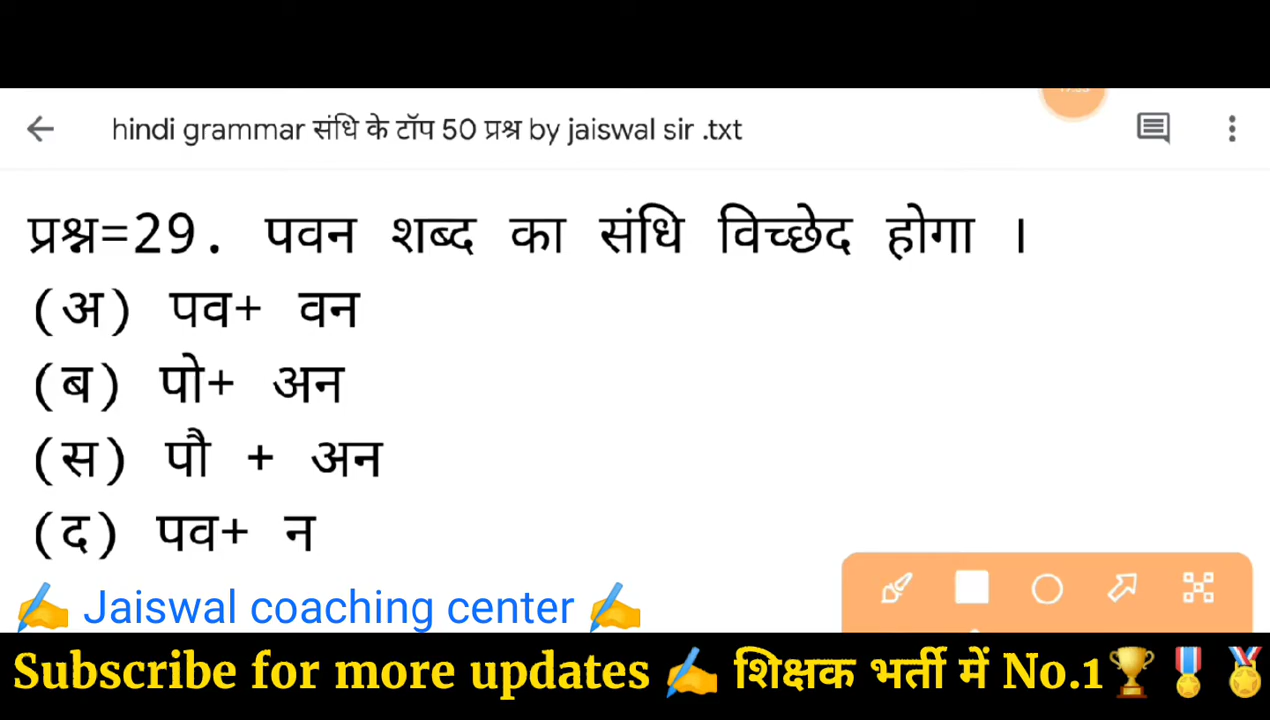 hindi grammar संधि के टॉप 50 प्रश्न by jaiswal sir .txt
प्रश्न=29. पवन शब्द का संधि विच्छेद होगा ।
(अ) पव+ वन
(ब) पो+ अन
(स) पौ + अन
(द) पव+ न
✍️ Jaiswal coaching center ✍️
Subscribe for more updates ✍️ शिक्षक भर्ती में No.1🏆🎖️🏅